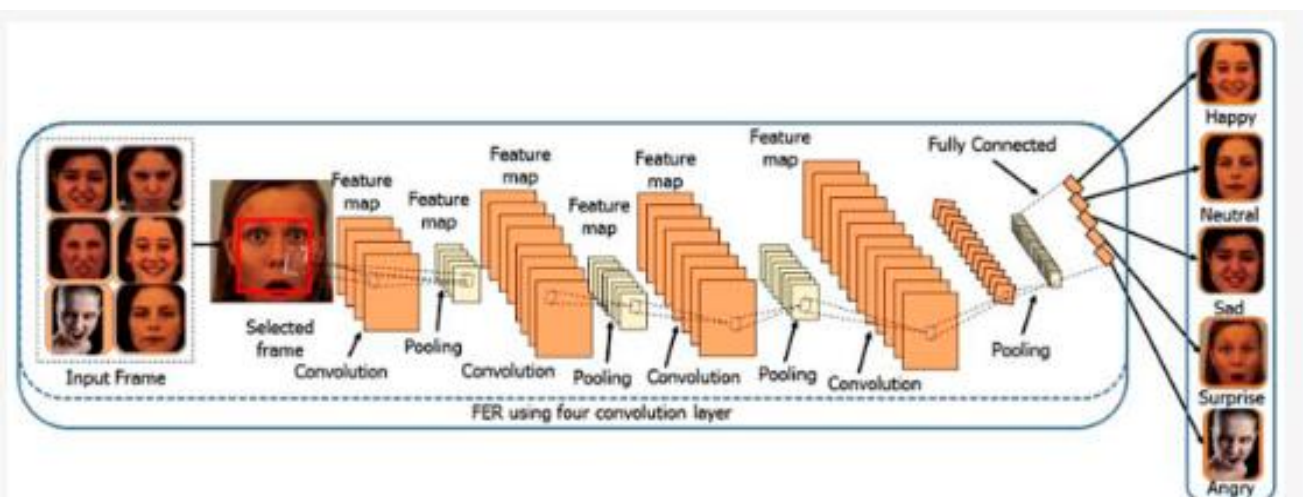 Input Frame
Selected
frame
Feature
map
Convolution
Feature
map
Pooling
Feature
map
Convolution
Feature
map
Pooling
Feature
map
Convolution
Pooling
Feature
map
Convolution
Fully Connected
Pooling
FER using four convolution layer
Happy
Neutral
Sad
Surprise
Angry